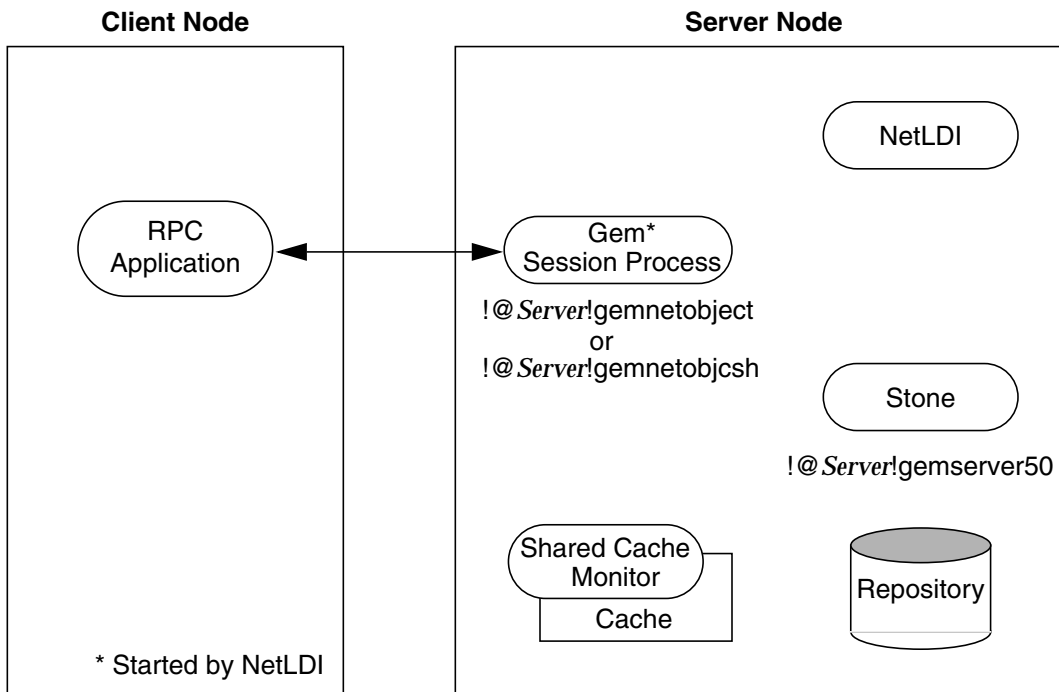 Client Node
Server Node
NetLDI
RPC
Application
Gem*
Session Process
!@Server!gemnetobject
or
!@Server!gemnetobjcsh
Stone
!@Server!gemserver50
Shared Cache
Monitor
Cache
Repository
* Started by NetLDI